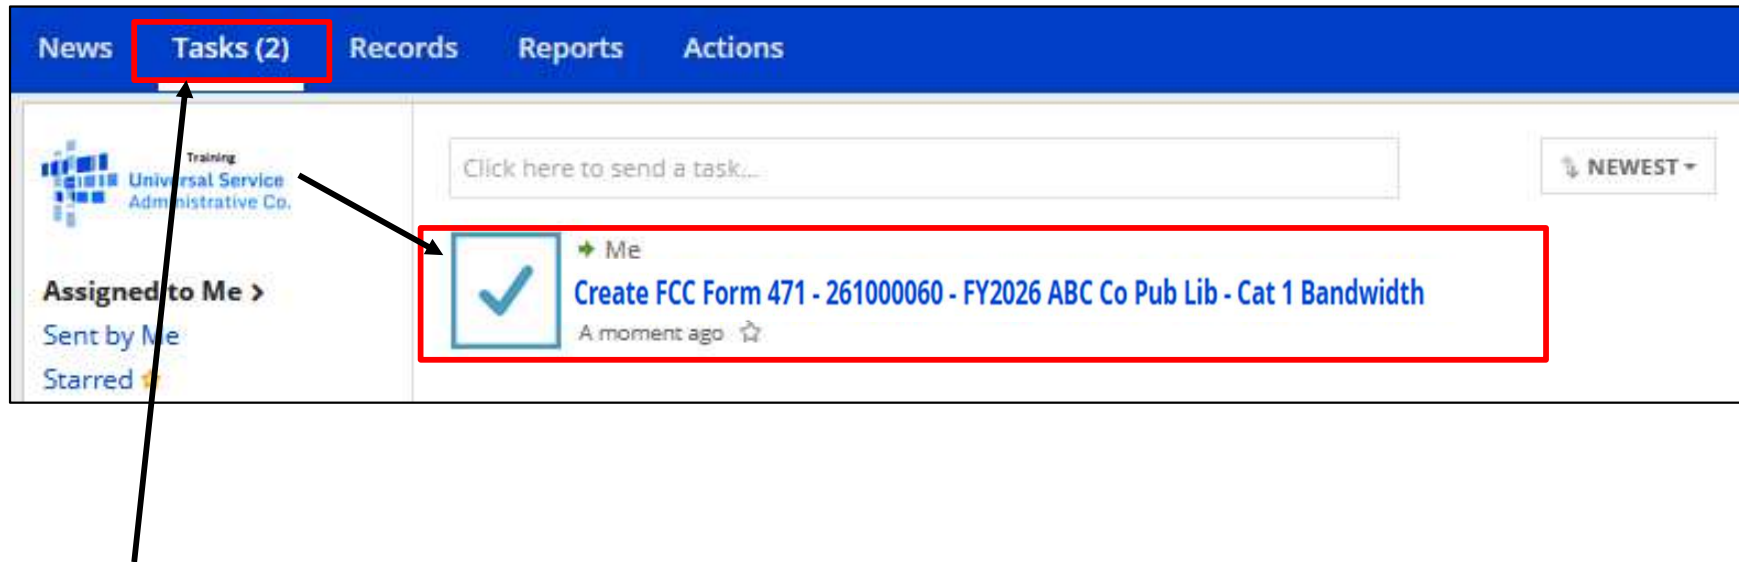 News Tasks (2) Records Reports Actions
Training
Universal Service
Administrative Co.
Click here to send a task...
NEWEST
Me
Create FCC Form 471 - 261000060 - FY2026 ABC Co Pub Lib - Cat 1 Bandwidth
A moment ago
Assigned to Me >
Sent by Me
Starred